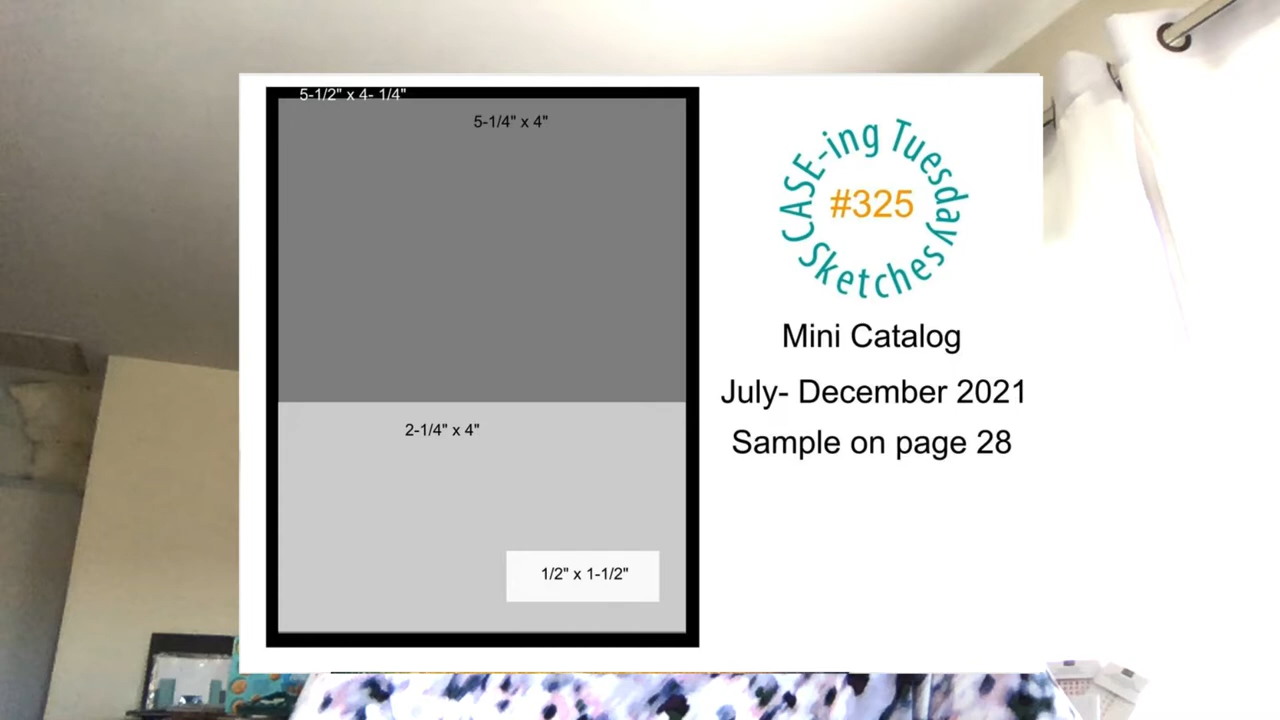 5-1/2" x 4- 1/4"
5-1/4" x 4"
2-1/4" x 4"
1/2" x 1-1/2"
CASE-ing Tuesday Sketches
#325
Mini Catalog
July- December 2021
Sample on page 28